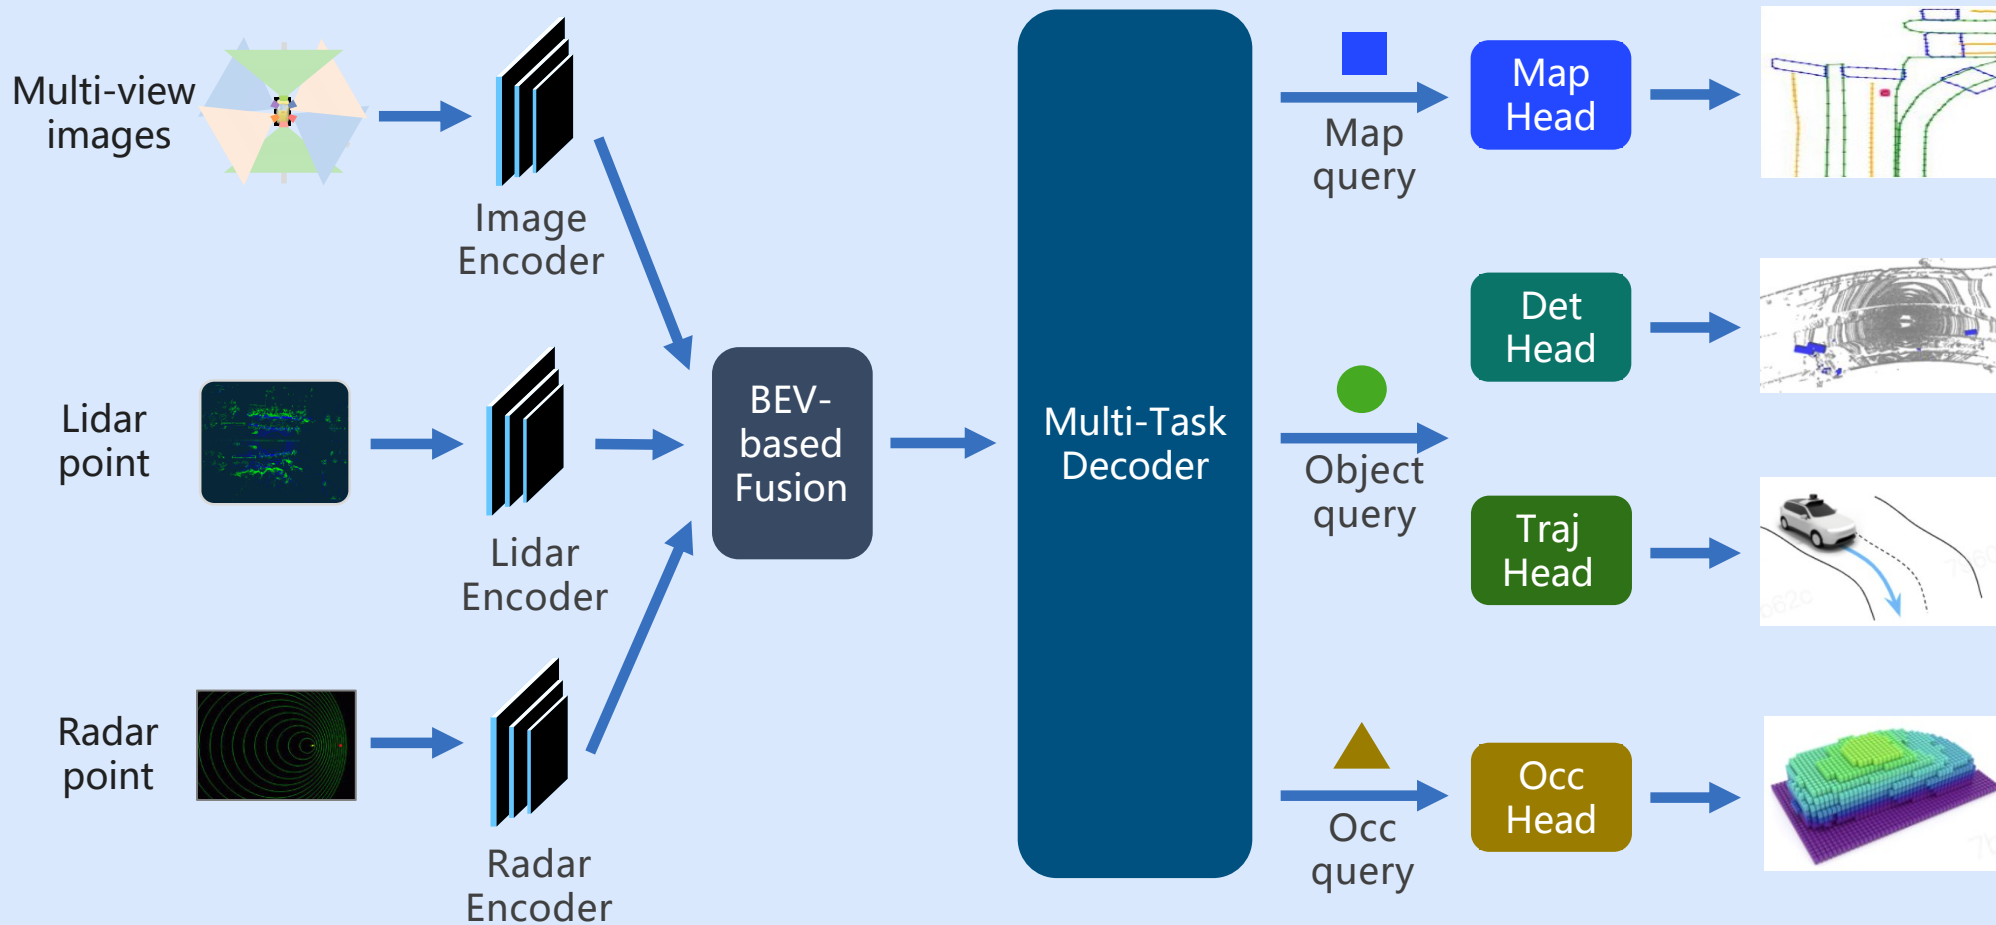 Multi-view
images
Image
Encoder
Lidar
point
Lidar
Encoder
Radar
point
Radar
Encoder
BEV-
based
Fusion
Multi-Task
Decoder
Map
query
Object
query
Occ
query
Map
Head
Det
Head
Traj
Head
Occ
Head